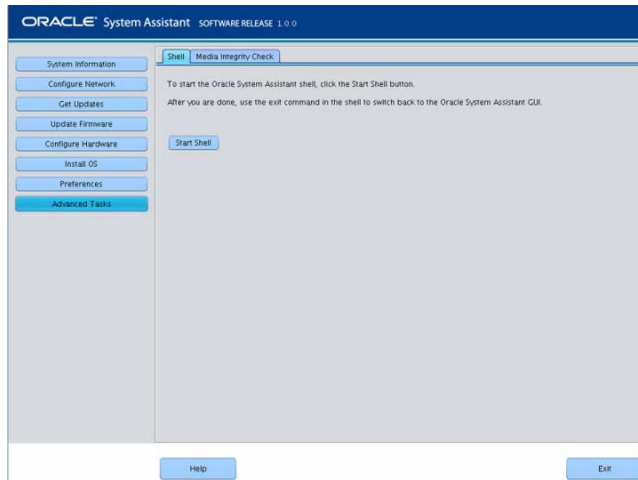 ORACLE System Assistant SOFTWARE RELEASE 1.0.0
System Information
Configure Network
Get Updates
Update Firmware
Configure Hardware
Install OS
Preferences
Advanced Tasks
Shell
Media Integrity Check
To start the Oracle System Assistant shell, click the Start Shell button.
After you are done, use the exit command in the shell to switch back to the Oracle System Assistant GUI.
Start Shell
Help
Exit